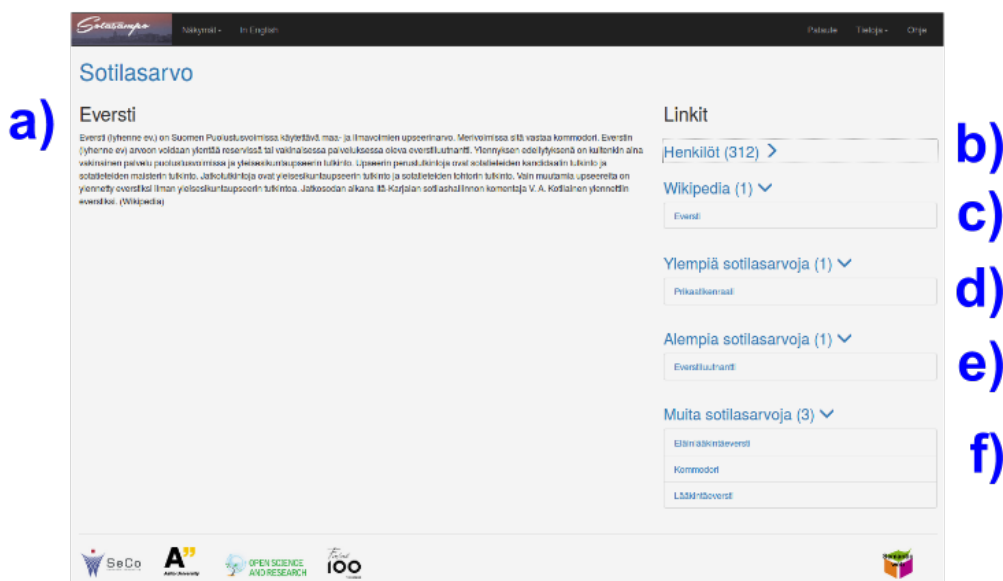 Sotasampo Näkymät In English Palaute Tietoja Ohje
Sotilasarvo
a) Eversti
Eversti (lyhenne ev.) on Suomen Puolustusvoimissa käytettävä maa- ja ilmavoimien upseerinarvo. Merivoimissa sitä vastaa kommodori. Everstin
(lyhenne ev) arvoon voidaan ylentää reservissä tai vakinaisessa palveluksessa oleva everstiluutnantti. Ylennyksen edellytyksenä on kuitenkin aina
vakinainen palvelu puolustusvoimissa ja yleisesikuntaupseerin tutkinto. Upseerin perustutkintoja ovat sotatieteiden kandidaatin tutkinto ja
sotatieteiden maisterin tutkinto. Jatkotutkintoja ovat yleisesikuntaupseerin tutkinto ja sotatieteiden tohtorin tutkinto. Vain muutamia upseereita on
ylennetty everstiksi ilman yleisesikuntaupseerin tutkintoa. Jatkosodan aikana Itä-Karjalan sotilashallinnon komentaja V. A. Kotilainen ylennettiin
everstiksi. (Wikipedia)
Linkit
Henkilöt (312) b)
Wikipedia (1) c)
Eversti
Ylempiä sotilasarvoja (1) d)
Prikaatikenraali
Alempia sotilasarvoja (1) e)
Everstiluutnantti
Muita sotilasarvoja (3) f)
Eläinlääkintäeversti
Kommodori
Lääkintäeversti
SeCo A” Aalto University OPEN SCIENCE Finland 100
AND RESEARCH